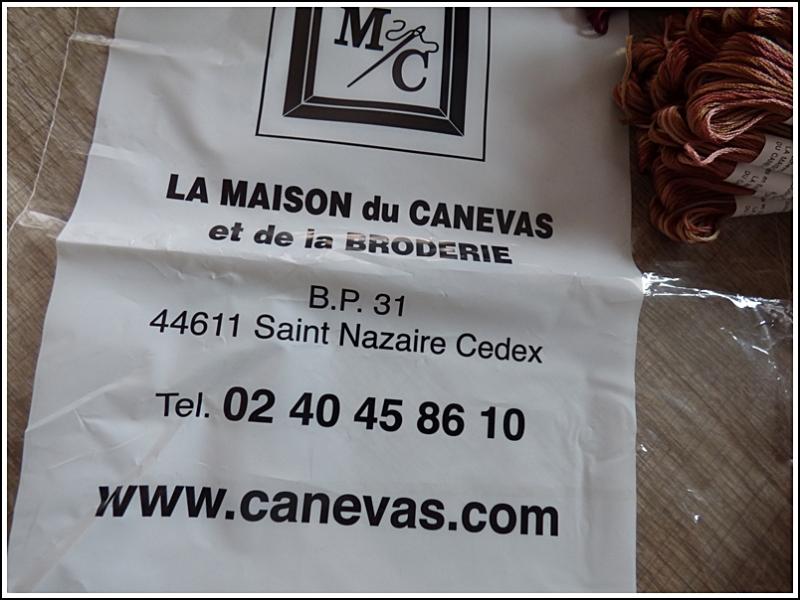 M C
LA MAISON du CANEVAS
et de la BRODERIE
B.P. 31
44611 Saint Nazaire Cedex
Tel. 02 40 45 86 10
www.canevas.com